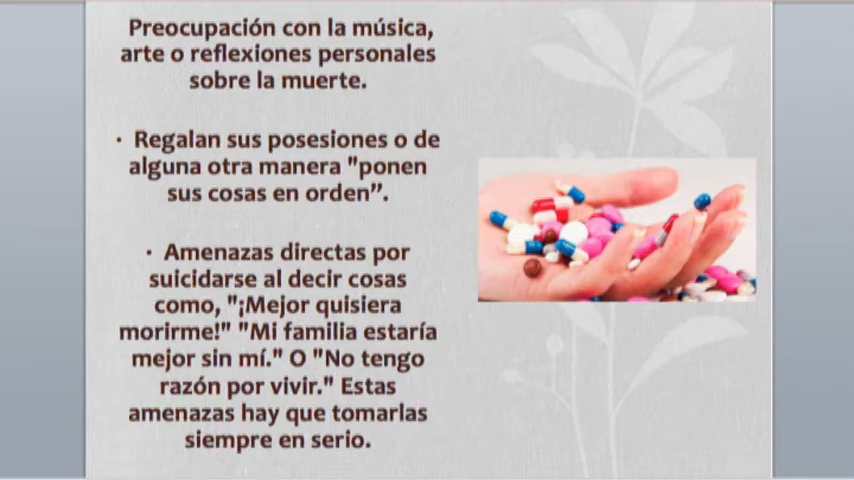 Preocupación con la música,
arte o reflexiones personales
sobre la muerte.
· Regalan sus posesiones o de
alguna otra manera "ponen
sus cosas en orden”.
· Amenazas directas por
suicidarse al decir cosas
como, "¡Mejor quisiera
morirme!" "Mi familia estaría
mejor sin mí." O "No tengo
razón por vivir." Estas
amenazas hay que tomarlas
siempre en serio.